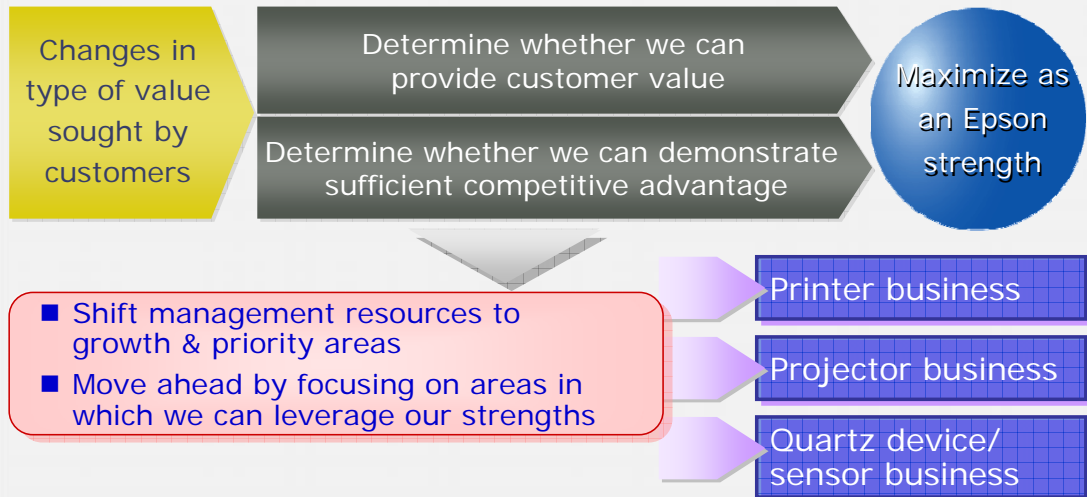 Changes in
type of value
sought by
customers
Determine whether we can
provide customer value
Determine whether we can demonstrate
sufficient competitive advantage
Maximize as
an Epson
strength
■ Shift management resources to
growth & priority areas
■ Move ahead by focusing on areas in
which we can leverage our strengths
Printer business
Projector business
Quartz device/
sensor business